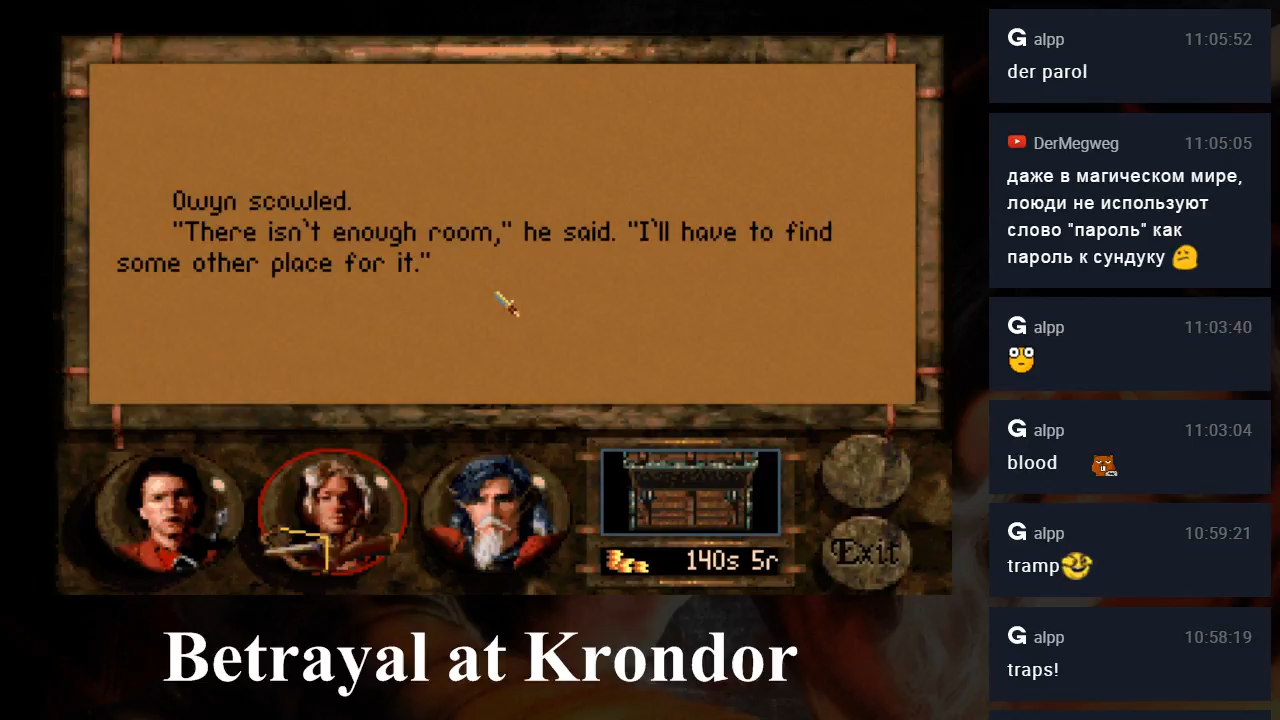 Owyn scowled.
"There isn't enough room," he said. "I'll have to find
some other place for it."
140s 5r
Exit
Betrayal at Krondor
G alpp 11:05:52
der parol
DerMegweg 11:05:05
даже в магическом мире,
лоюди не используют
слово "пароль" как
пароль к сундуку
G alpp 11:03:40
G alpp 11:03:04
blood
G alpp 10:59:21
tramp
G alpp 10:58:19
traps!